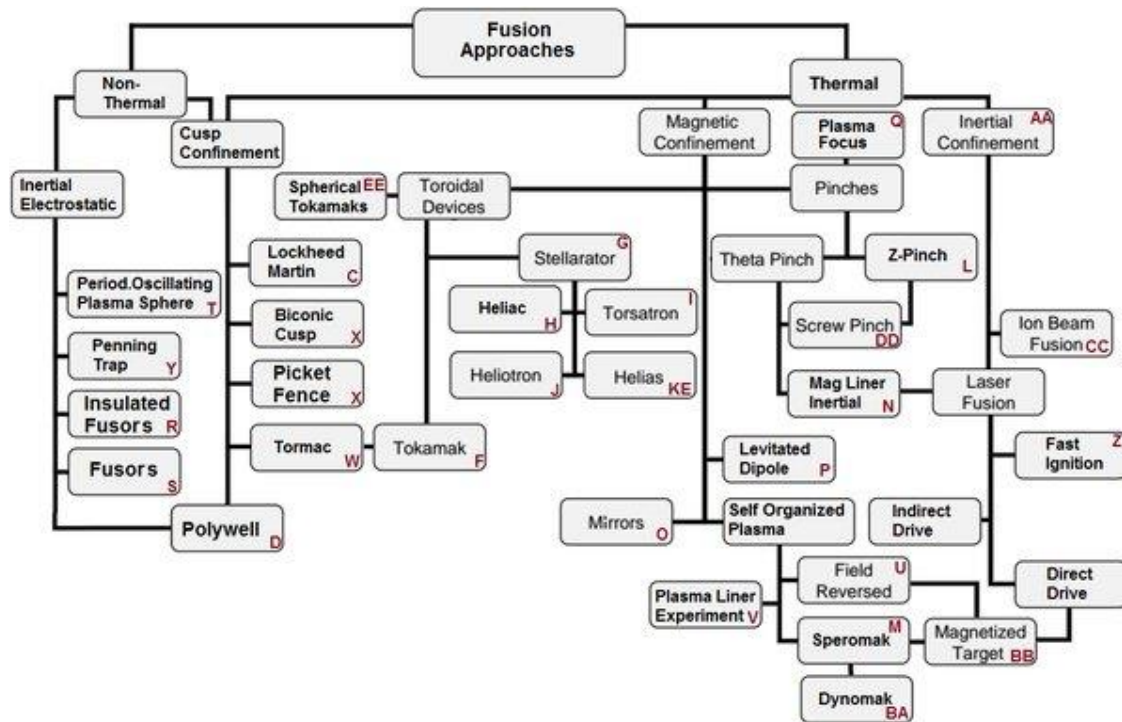 Fusion
Approaches
Non-
Thermal
Thermal
Cusp
Confinement
Magnetic
Confinement
Plasma Q
Focus
Inertial AA
Confinement
Inertial
Electrostatic
Spherical EE
Tokamaks
Toroidal
Devices
Pinches
Lockheed
Martin C
Stellarator G
Theta Pinch
Z-Pinch L
Period.Oscillating
Plasma Sphere T
Heliac H
Torsatron I
Biconic
Cusp X
Screw Pinch DD
Ion Beam
Fusion CC
Penning
Trap Y
Picket
Fence X
Heliotron J
Helias KE
Mag Liner
Inertial N
Laser
Fusion
Insulated
Fusors R
Tormac W
Tokamak F
Levitated
Dipole P
Fast Z
Ignition
Fusors S
Polywell D
Mirrors O
Self Organized
Plasma
Indirect
Drive
Field U
Reversed
Direct
Drive
Plasma Liner
Experiment V
Speromak M
Magnetized
Target BB
Dynomak BA